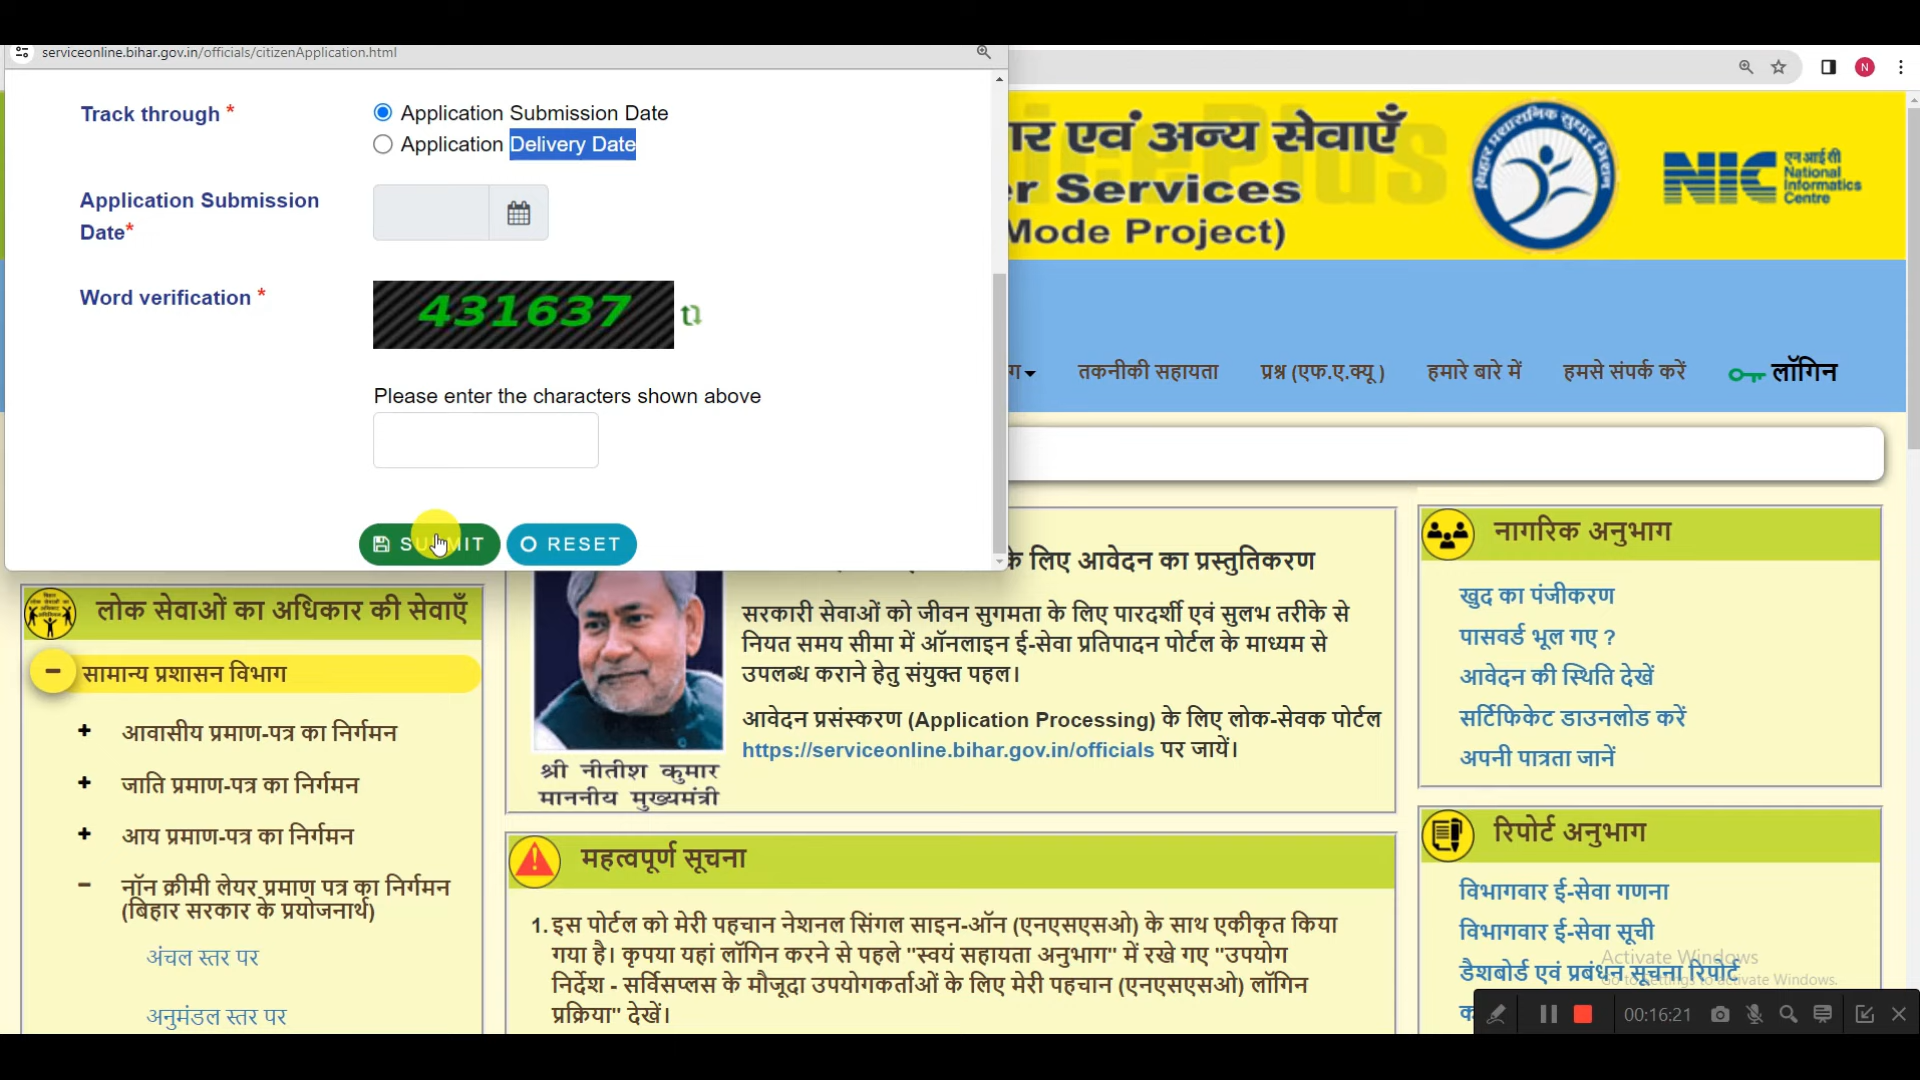 serviceonline.bihar.gov.in/officials/citizenApplication.html
N
Track through *
Application Submission Date
Application Delivery Date
Application Submission
Date*
Word verification *
431637
Please enter the characters shown above
SUBMIT
RESET
एवं अन्य सेवाएँ
Services
Mode Project)
NIC
एन आई सी
National
Informatics
Centre
तकनीकी सहायता
प्रश्न (एफ.ए.क्यू )
हमारे बारे में
हमसे संपर्क करें
लॉगिन
लोक सेवाओं का अधिकार की सेवाएँ
सामान्य प्रशासन विभाग
आवासीय प्रमाण-पत्र का निर्गमन
जाति प्रमाण-पत्र का निर्गमन
आय प्रमाण-पत्र का निर्गमन
नॉन क्रीमी लेयर प्रमाण पत्र का निर्गमन
(बिहार सरकार के प्रयोजनार्थ)
अंचल स्तर पर
अनुमंडल स्तर पर
श्री नीतीश कुमार
माननीय मुख्यमंत्री
के लिए आवेदन का प्रस्तुतिकरण
सरकारी सेवाओं को जीवन सुगमता के लिए पारदर्शी एवं सुलभ तरीके से
नियत समय सीमा में ऑनलाइन ई-सेवा प्रतिपादन पोर्टल के माध्यम से
उपलब्ध कराने हेतु संयुक्त पहल।
आवेदन प्रसंस्करण (Application Processing) के लिए लोक-सेवक पोर्टल
https://serviceonline.bihar.gov.in/officials पर जायें।
महत्वपूर्ण सूचना
1. इस पोर्टल को मेरी पहचान नेशनल सिंगल साइन-ऑन (एनएसएसओ) के साथ एकीकृत किया
गया है। कृपया यहां लॉगिन करने से पहले "स्वयं सहायता अनुभाग" में रखे गए "उपयोग
निर्देश - सर्विसप्लस के मौजूदा उपयोगकर्ताओं के लिए मेरी पहचान (एनएसएसओ) लॉगिन
प्रक्रिया" देखें।
नागरिक अनुभाग
खुद का पंजीकरण
पासवर्ड भूल गए ?
आवेदन की स्थिति देखें
सर्टिफिकेट डाउनलोड करें
अपनी पात्रता जानें
रिपोर्ट अनुभाग
विभागवार ई-सेवा गणना
विभागवार ई-सेवा सूची
डैशबोर्ड एवं प्रबंधन सूचना रिपोर्ट
Activate Windows
Go to Settings to activate Windows.
00:16:21